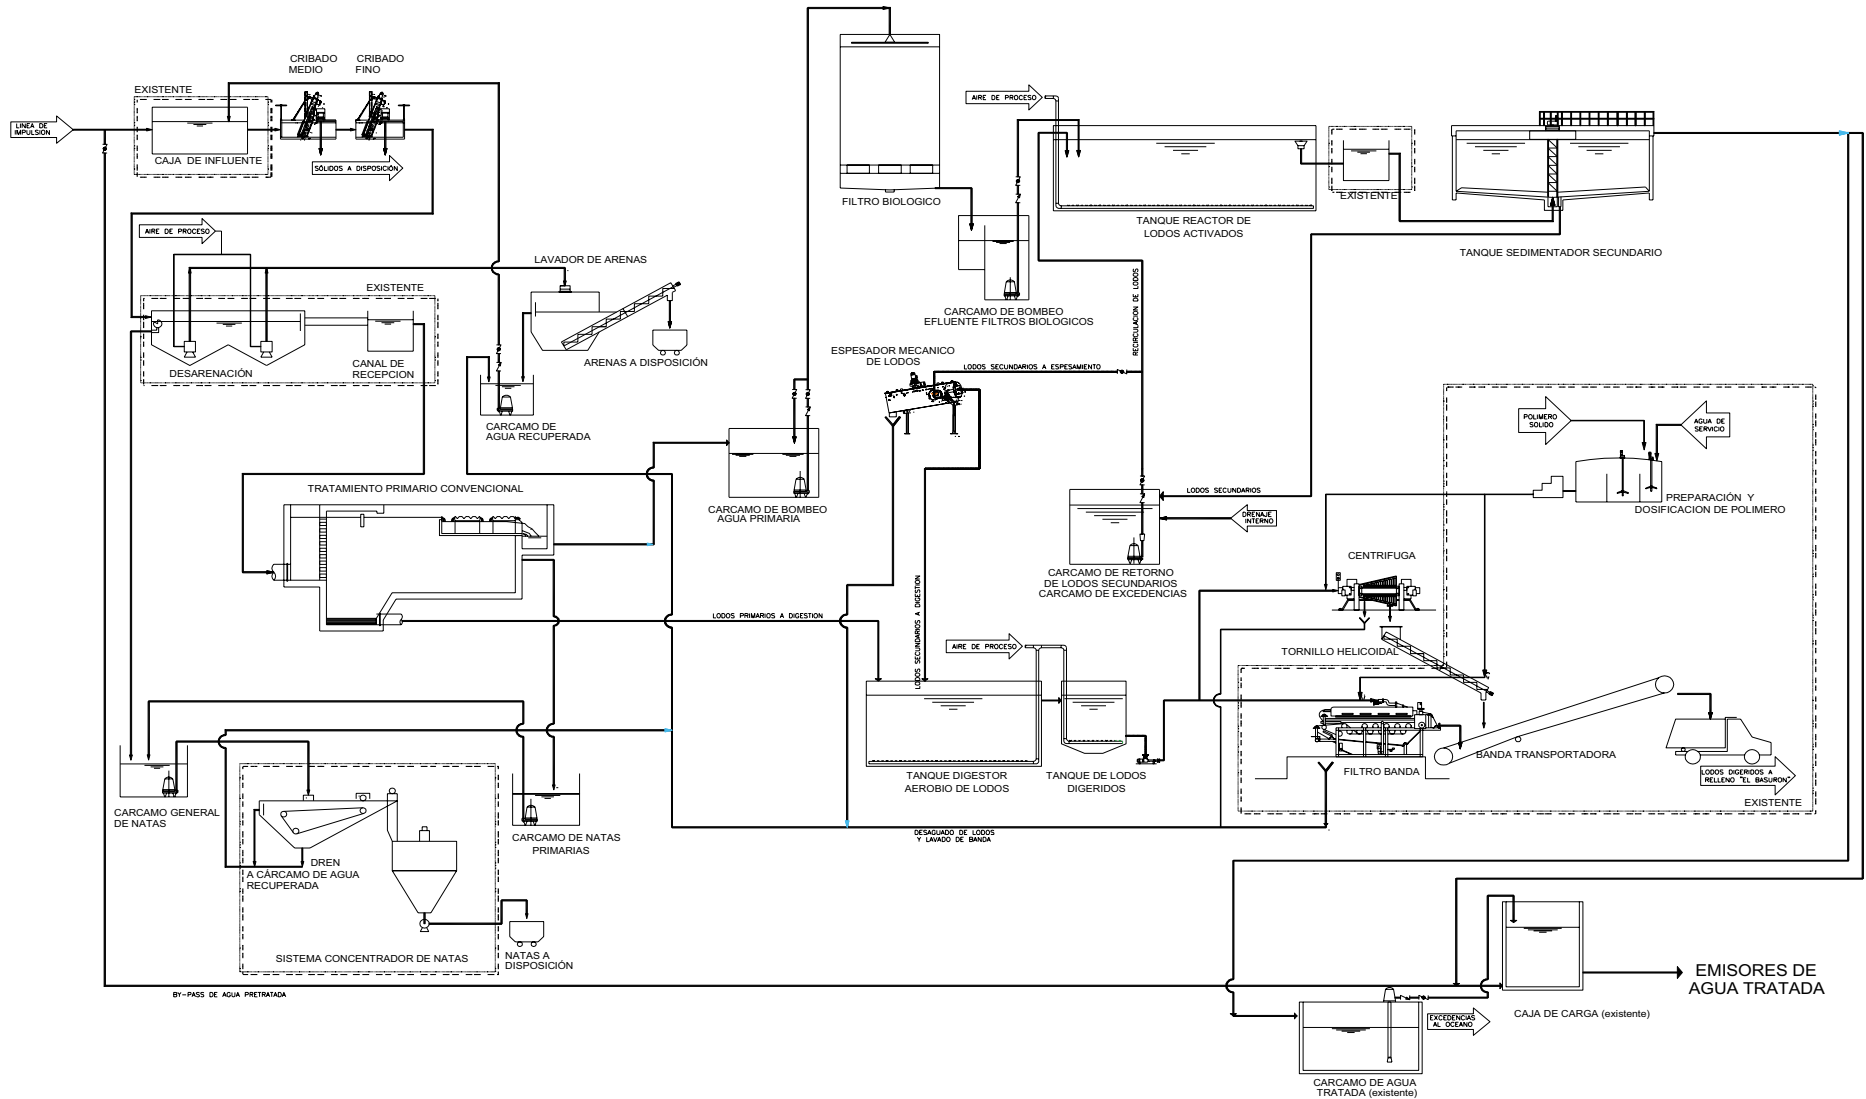 CRIBADO
MEDIO
CRIBADO
FINO
EXISTENTE
LINEA DE
IMPULSION
CAJA DE INFLUENTE
SÓLIDOS A DISPOSICIÓN
AIRE DE PROCESO
LAVADOR DE ARENAS
EXISTENTE
DESARENACIÓN
CANAL DE
RECEPCION
ARENAS A DISPOSICIÓN
CARCAMO DE
AGUA RECUPERADA
FILTRO BIOLOGICO
AIRE DE PROCESO
TANQUE REACTOR DE
LODOS ACTIVADOS
EXISTENTE
TANQUE SEDIMENTADOR SECUNDARIO
CARCAMO DE BOMBEO
EFLUENTE FILTROS BIOLOGICOS
RECIRCULACION DE LODOS
ESPESADOR MECANICO
DE LODOS
LODOS SECUNDARIOS A ESPESAMIENTO
POLIMERO
SOLIDO
AGUA DE
SERVICIO
PREPARACIÓN Y
DOSIFICACION DE POLIMERO
TRATAMIENTO PRIMARIO CONVENCIONAL
CARCAMO DE BOMBEO
AGUA PRIMARIA
LODOS SECUNDARIOS
DRENAJE
INTERNO
CARCAMO DE RETORNO
DE LODOS SECUNDARIOS
CARCAMO DE EXCEDENCIAS
CENTRIFUGA
LODOS PRIMARIOS A DIGESTION
LODOS SECUNDARIOS A DIGESTION
AIRE DE PROCESO
TORNILLO HELICOIDAL
TANQUE DIGESTOR
AEROBIO DE LODOS
TANQUE DE LODOS
DIGERIDOS
FILTRO BANDA
BANDA TRANSPORTADORA
LODOS DIGERIDOS A
RELLENO "EL BASURON"
EXISTENTE
CARCAMO GENERAL
DE NATAS
CARCAMO DE NATAS
PRIMARIAS
DESAGUADO DE LODOS
Y LAVADO DE BANDA
DREN
A CÁRCAMO DE AGUA
RECUPERADA
SISTEMA CONCENTRADOR DE NATAS
NATAS A
DISPOSICIÓN
BY-PASS DE AGUA PRETRATADA
EMISORES DE
AGUA TRATADA
CAJA DE CARGA (existente)
EXCEDENCIAS
AL OCEANO
CARCAMO DE AGUA
TRATADA (existente)